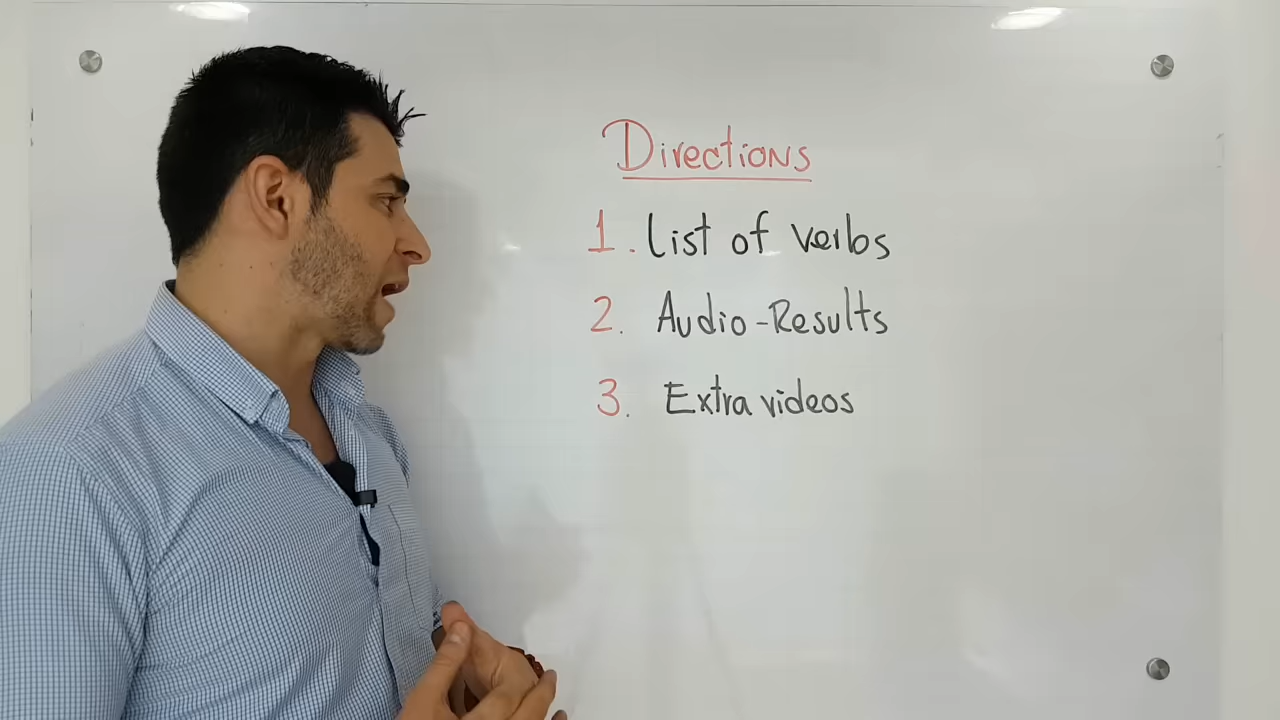 Directions
1. List of verbs
2. Audio-Results
3. Extra videos